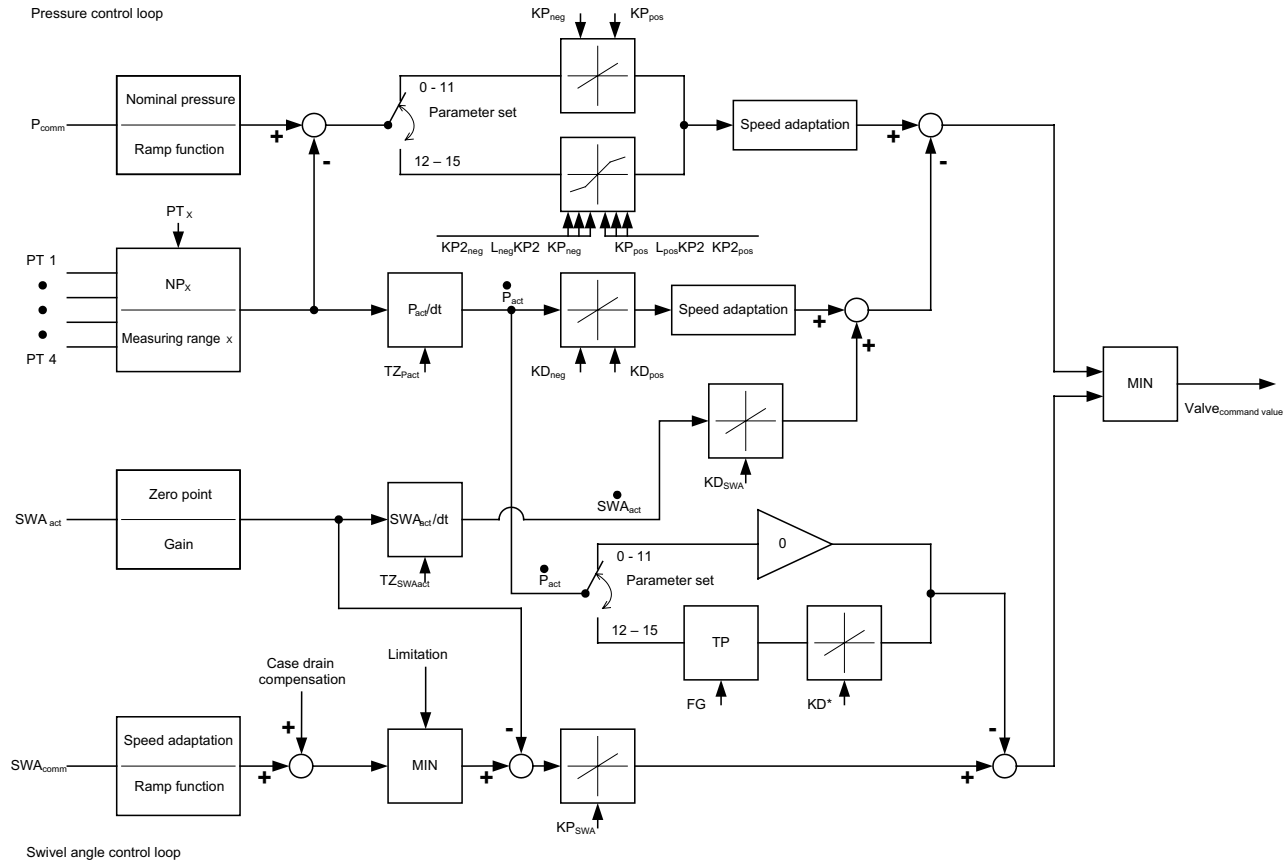 Pressure control loop
KPneg KPpos
Nominal pressure
Ramp function
Pcomm
+
-
0 - 11
Parameter set
12 – 15
Speed adaptation
+
-
KP2neg LnegKP2 KPneg KPpos LposKP2 KP2pos
PT X
PT 1
PT 4
NPX
Measuring range x
Pact/dt
TZPact
Pact
KDneg KDpos
Speed adaptation
+
+
KDSWA
MIN
Valvecommand value
SWA act
Zero point
Gain
SWAact/dt
TZSWAact
SWAact
Pact
0 - 11
Parameter set
12 – 15
0
TP
FG
KD*
Case drain
compensation
Limitation
SWAcomm
Speed adaptation
Ramp function
+
+
MIN
+
-
KPSWA
+
-
Swivel angle control loop